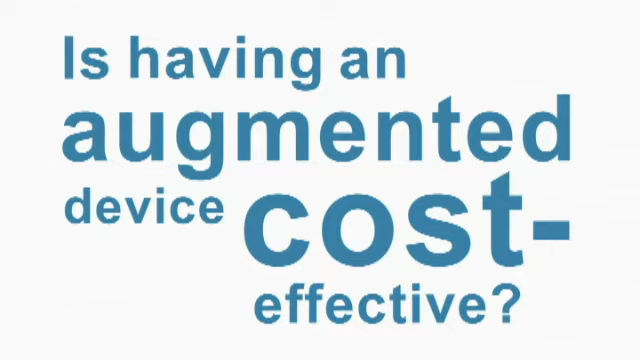 Is having an
augmented
device cost-
effective?